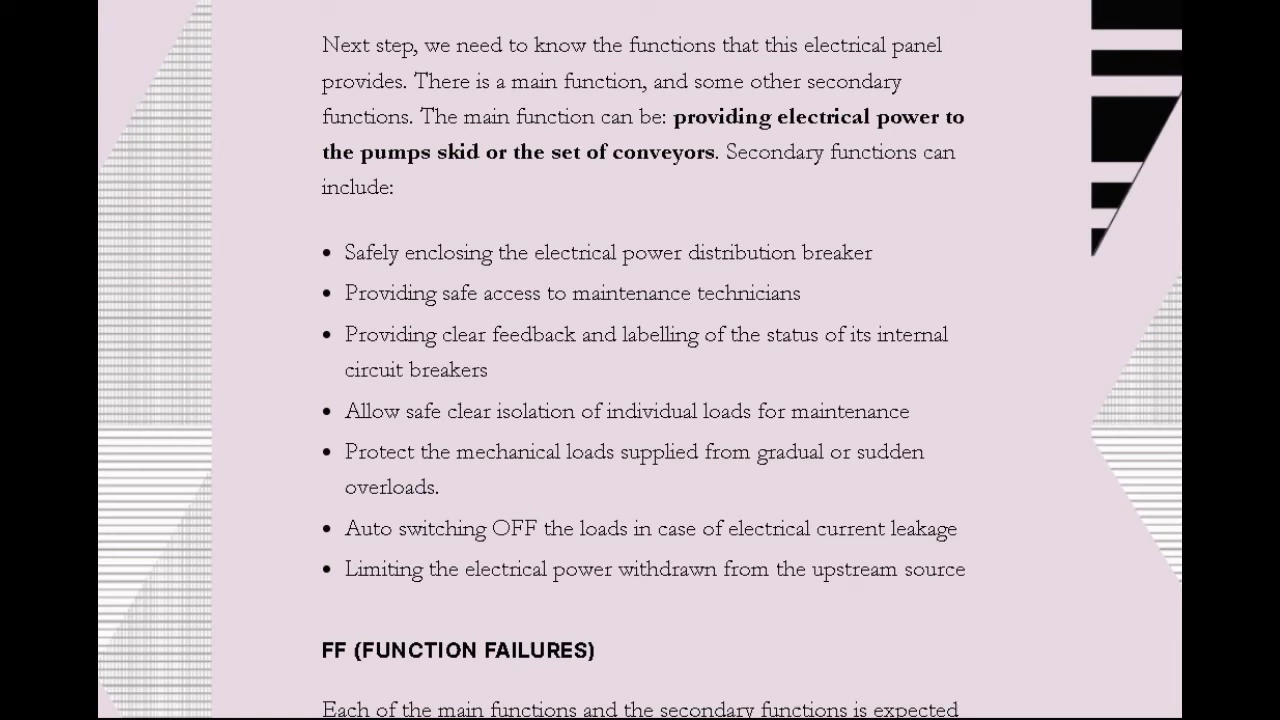 Next step, we need to know the functions that this electrical panel
provides. There is a main function, and some other secondary
functions. The main function can be: providing electrical power to
the pumps skid or the set of conveyors. Secondary functions can
include:
• Safely enclosing the electrical power distribution breaker
• Providing safe access to maintenance technicians
• Providing clear feedback and labelling of the status of its internal
circuit breakers
• Allow safe clear isolation of individual loads for maintenance
• Protect the mechanical loads supplied from gradual or sudden
overloads.
• Auto switching OFF the loads in case of electrical current leakage
• Limiting the electrical power withdrawn from the upstream source
FF (FUNCTION FAILURES)
Each of the main functions and the secondary functions is expected